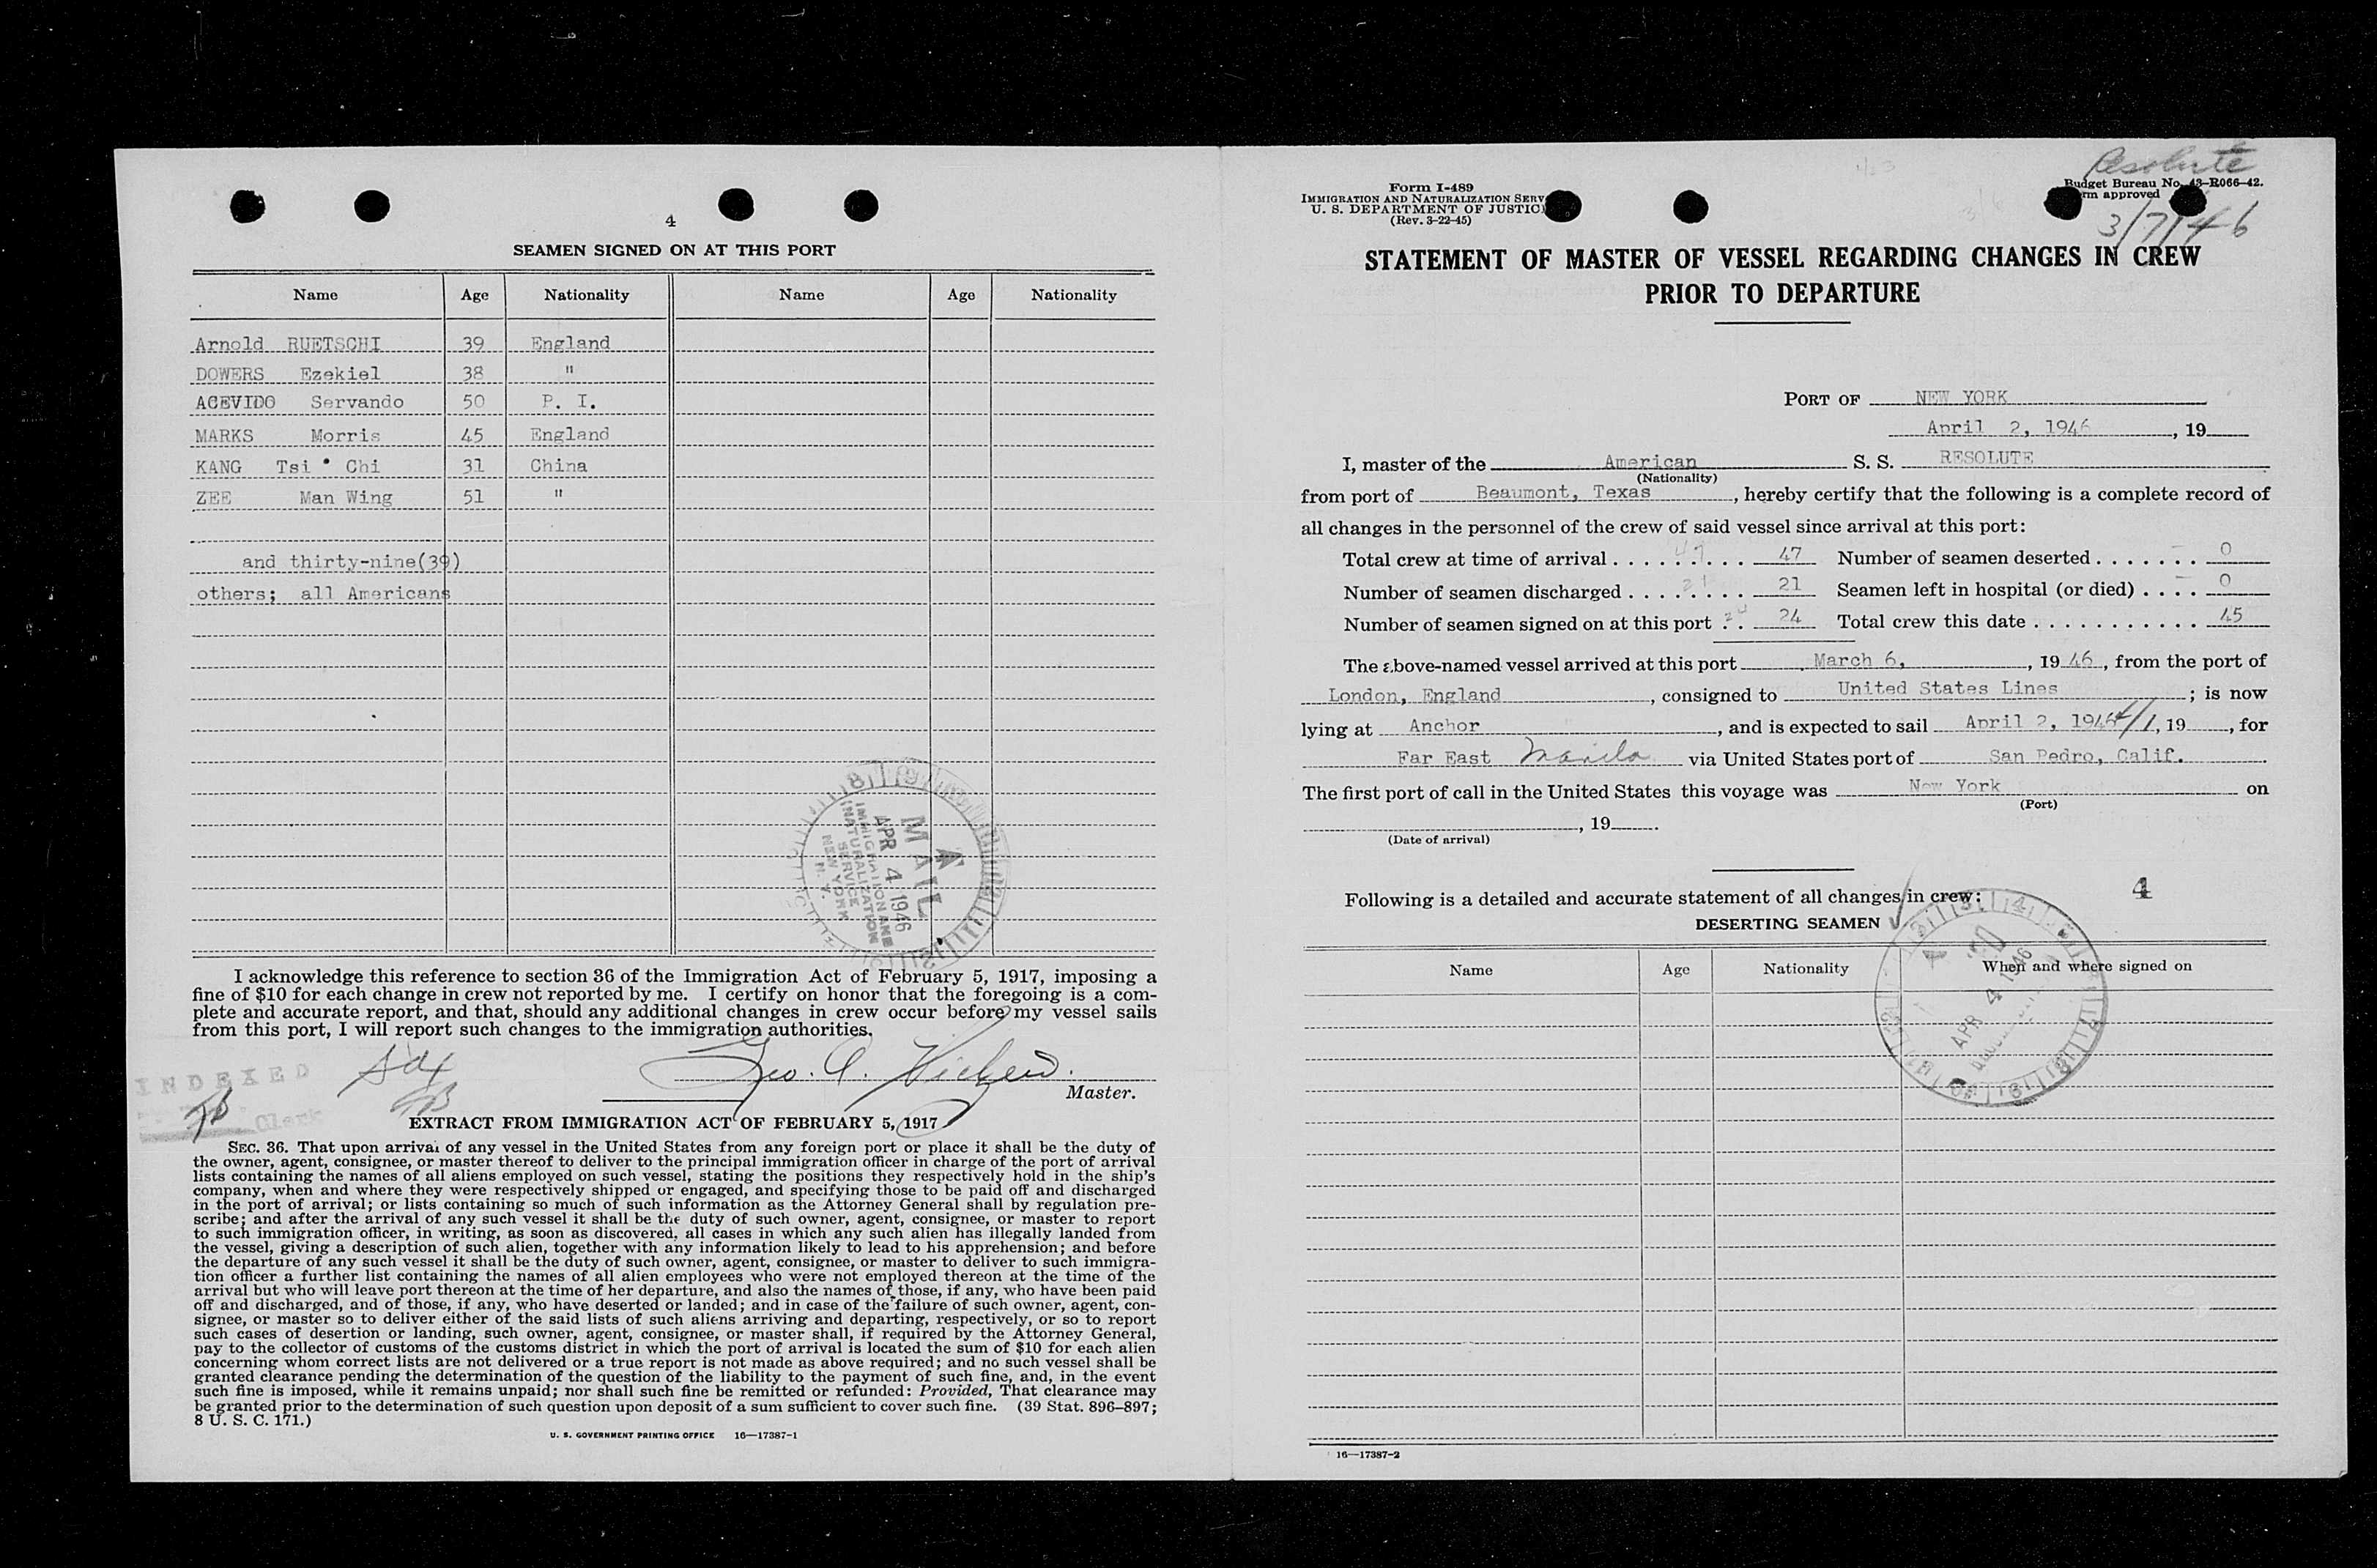 4
SEAMEN SIGNED ON AT THIS PORT
Name Age Nationality Name Age Nationality
Arnold RUETSCHI 39 England
DOWERS Ezekiel 38 "
ACEVIDO Servando 50 P. I.
MARKS Morris 45 England
KANG Tsi Chi 31 China
ZEE Man Wing 51 "
and thirty-nine(39)
others; all Americans
A
MAIL
APR 4 1946
IMMIGRATION AND
NATURALIZATION
SERVICE
NEW YORK
N. Y.
I acknowledge this reference to section 36 of the Immigration Act of February 5, 1917, imposing a
fine of $10 for each change in crew not reported by me. I certify on honor that the foregoing is a com-
plete and accurate report, and that, should any additional changes in crew occur before my vessel sails
from this port, I will report such changes to the immigration authorities.
INDEXED
Clerk
Master.
EXTRACT FROM IMMIGRATION ACT OF FEBRUARY 5, 1917
SEC. 36. That upon arrival of any vessel in the United States from any foreign port or place it shall be the duty of
the owner, agent, consignee, or master thereof to deliver to the principal immigration officer in charge of the port of arrival
lists containing the names of all aliens employed on such vessel, stating the positions they respectively hold in the ship's
company, when and where they were respectively shipped or engaged, and specifying those to be paid off and discharged
in the port of arrival; or lists containing so much of such information as the Attorney General shall by regulation pre-
scribe; and after the arrival of any such vessel it shall be the duty of such owner, agent, consignee, or master to report
to such immigration officer, in writing, as soon as discovered, all cases in which any such alien has illegally landed from
the vessel, giving a description of such alien, together with any information likely to lead to his apprehension; and before
the departure of any such vessel it shall be the duty of such owner, agent, consignee, or master to deliver to such immigra-
tion officer a further list containing the names of all alien employees who were not employed thereon at the time of the
arrival but who will leave port thereon at the time of her departure, and also the names of those, if any, who have been paid
off and discharged, and of those, if any, who have deserted or landed; and in case of the failure of such owner, agent, con-
signee, or master so to deliver either of the said lists of such aliens arriving and departing, respectively, or so to report
such cases of desertion or landing, such owner, agent, consignee, or master shall, if required by the Attorney General,
pay to the collector of customs of the customs district in which the port of arrival is located the sum of $10 for each alien
concerning whom correct lists are not delivered or a true report is not made as above required; and no such vessel shall be
granted clearance pending the determination of the question of the liability to the payment of such fine, and, in the event
such fine is imposed, while it remains unpaid; nor shall such fine be remitted or refunded: Provided, That clearance may
be granted prior to the determination of such question upon deposit of a sum sufficient to cover such fine. (39 Stat. 896–897;
8 U. S. C. 171.)
U. S. GOVERNMENT PRINTING OFFICE 16—17387-1
Resolute
Form I-489
IMMIGRATION AND NATURALIZATION SERV
U. S. DEPARTMENT OF JUSTIC
(Rev. 3-22-45)
Budget Bureau No. 43-R066-42.
rm approved
3/7/46
STATEMENT OF MASTER OF VESSEL REGARDING CHANGES IN CREW
PRIOR TO DEPARTURE
PORT OF NEW YORK
April 2, 1946, 19
I, master of the American S. S. RESOLUTE
(Nationality)
from port of Beaumont, Texas, hereby certify that the following is a complete record of
all changes in the personnel of the crew of said vessel since arrival at this port:
Total crew at time of arrival 47 47 Number of seamen deserted 0
Number of seamen discharged 21 21 Seamen left in hospital (or died) 0
Number of seamen signed on at this port 24 24 Total crew this date 45
The above-named vessel arrived at this port March 6, , 19 46, from the port of
London, England, consigned to United States Lines; is now
lying at Anchor, and is expected to sail April 2, 1946 4/1, 19, for
Far East Manila via United States port of San Pedro, Calif.
The first port of call in the United States this voyage was New York on
(Port)
, 19.
(Date of arrival)
Following is a detailed and accurate statement of all changes in crew: 4
DESERTING SEAMEN
Name Age Nationality When and where signed on
APR 4 1946
16—17387-2